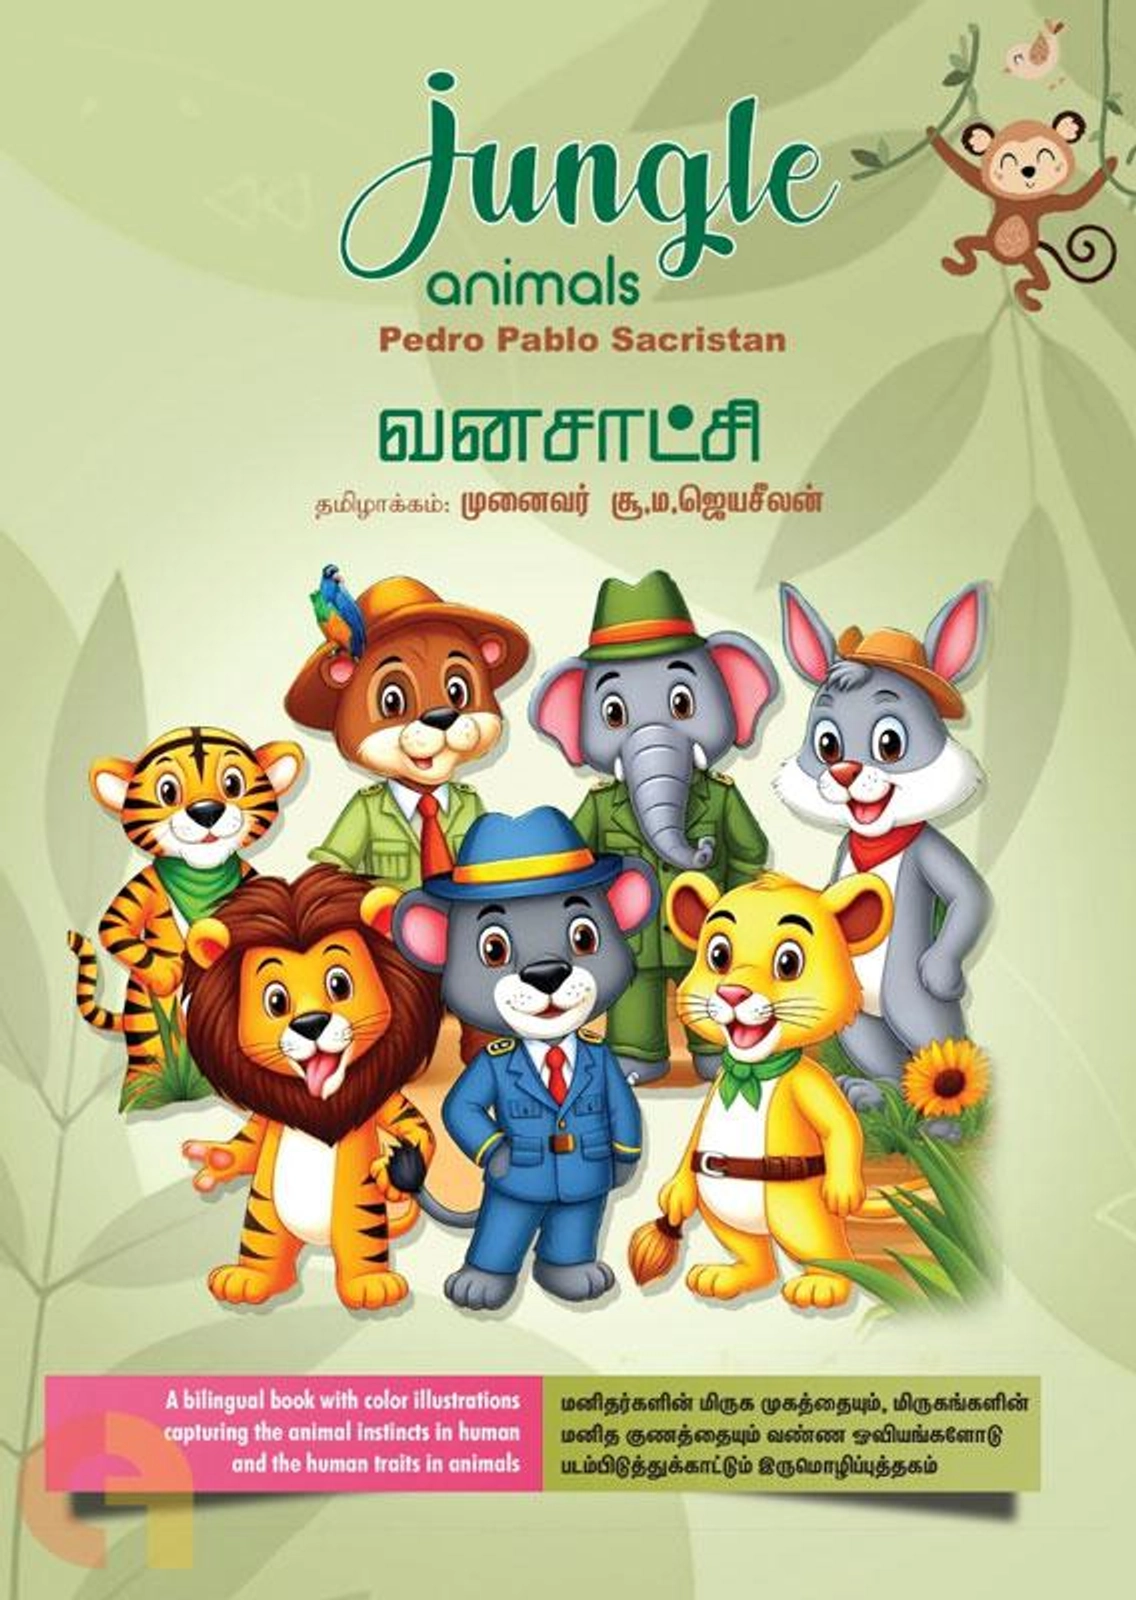 jungle
animals
Pedro Pablo Sacristan
வனசாட்சி
தமிழாக்கம்: முனைவர் சூ.ம.ஜெயசீலன்
A bilingual book with color illustrations
capturing the animal instincts in human
and the human traits in animals
மனிதர்களின் மிருக முகத்தையும், மிருகங்களின்
மனித குணத்தையும் வண்ண ஓவியங்களோடு
படம்பிடுத்துக்காட்டும் இருமொழிப்புத்தகம்